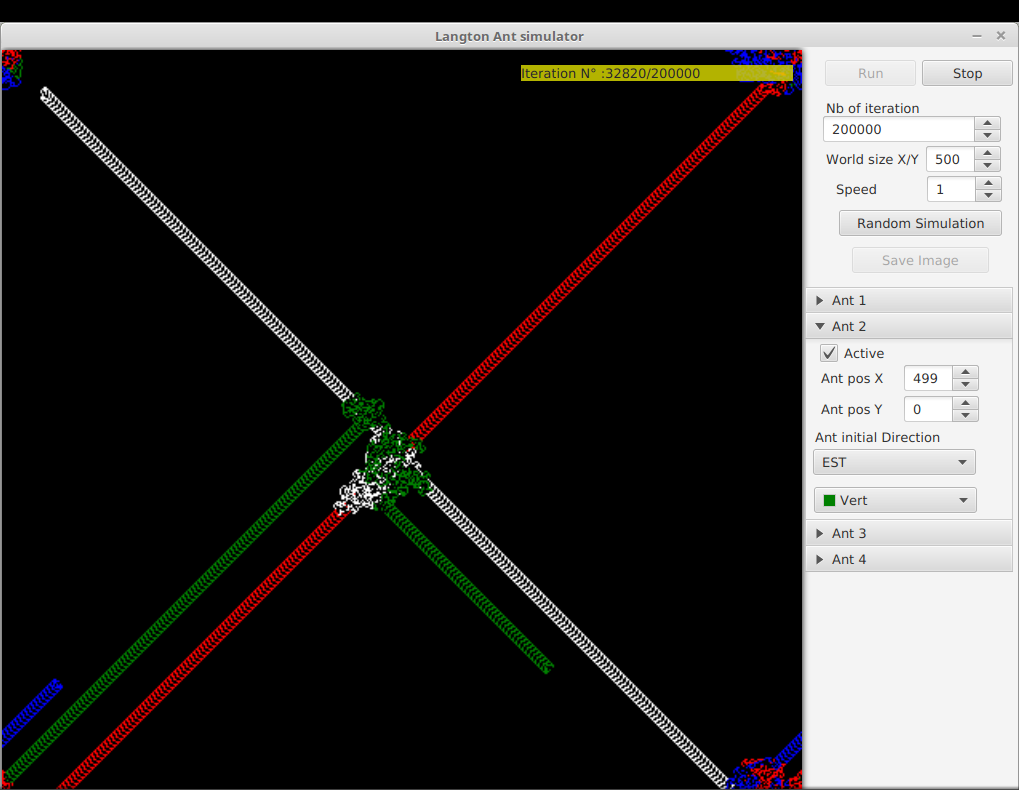 Langton Ant simulator
Iteration N° :32820/200000
Run Stop
Nb of iteration
200000
World size X/Y 500
Speed 1
Random Simulation
Save Image
Ant 1
Ant 2
Active
Ant pos X 499
Ant pos Y 0
Ant initial Direction
EST
Vert
Ant 3
Ant 4